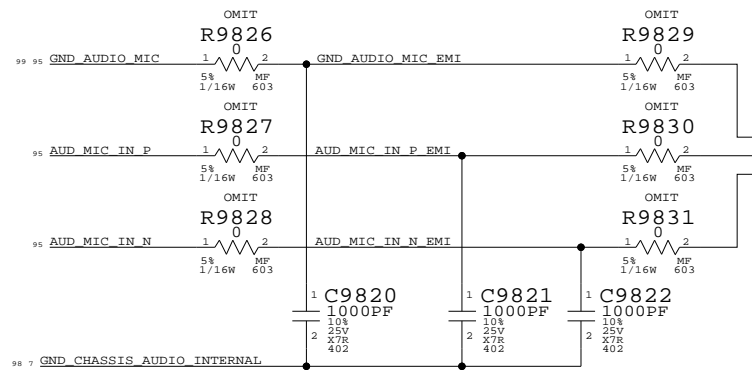 OMIT
R9826
0
99 95 GND_AUDIO_MIC 1 2 GND_AUDIO_MIC_EMI
5% MF
1/16W 603
OMIT
R9829
0
1 2
5% MF
1/16W 603
OMIT
R9827
0
95 AUD_MIC_IN_P 1 2 AUD_MIC_IN_P_EMI
5% MF
1/16W 603
OMIT
R9830
0
1 2
5% MF
1/16W 603
OMIT
R9828
0
95 AUD_MIC_IN_N 1 2 AUD_MIC_IN_N_EMI
5% MF
1/16W 603
OMIT
R9831
0
1 2
5% MF
1/16W 603
1 C9820
1000PF
10%
2 25V
X7R
402
1 C9821
1000PF
10%
2 25V
X7R
402
1 C9822
1000PF
10%
2 25V
X7R
402
98 7 GND_CHASSIS_AUDIO_INTERNAL